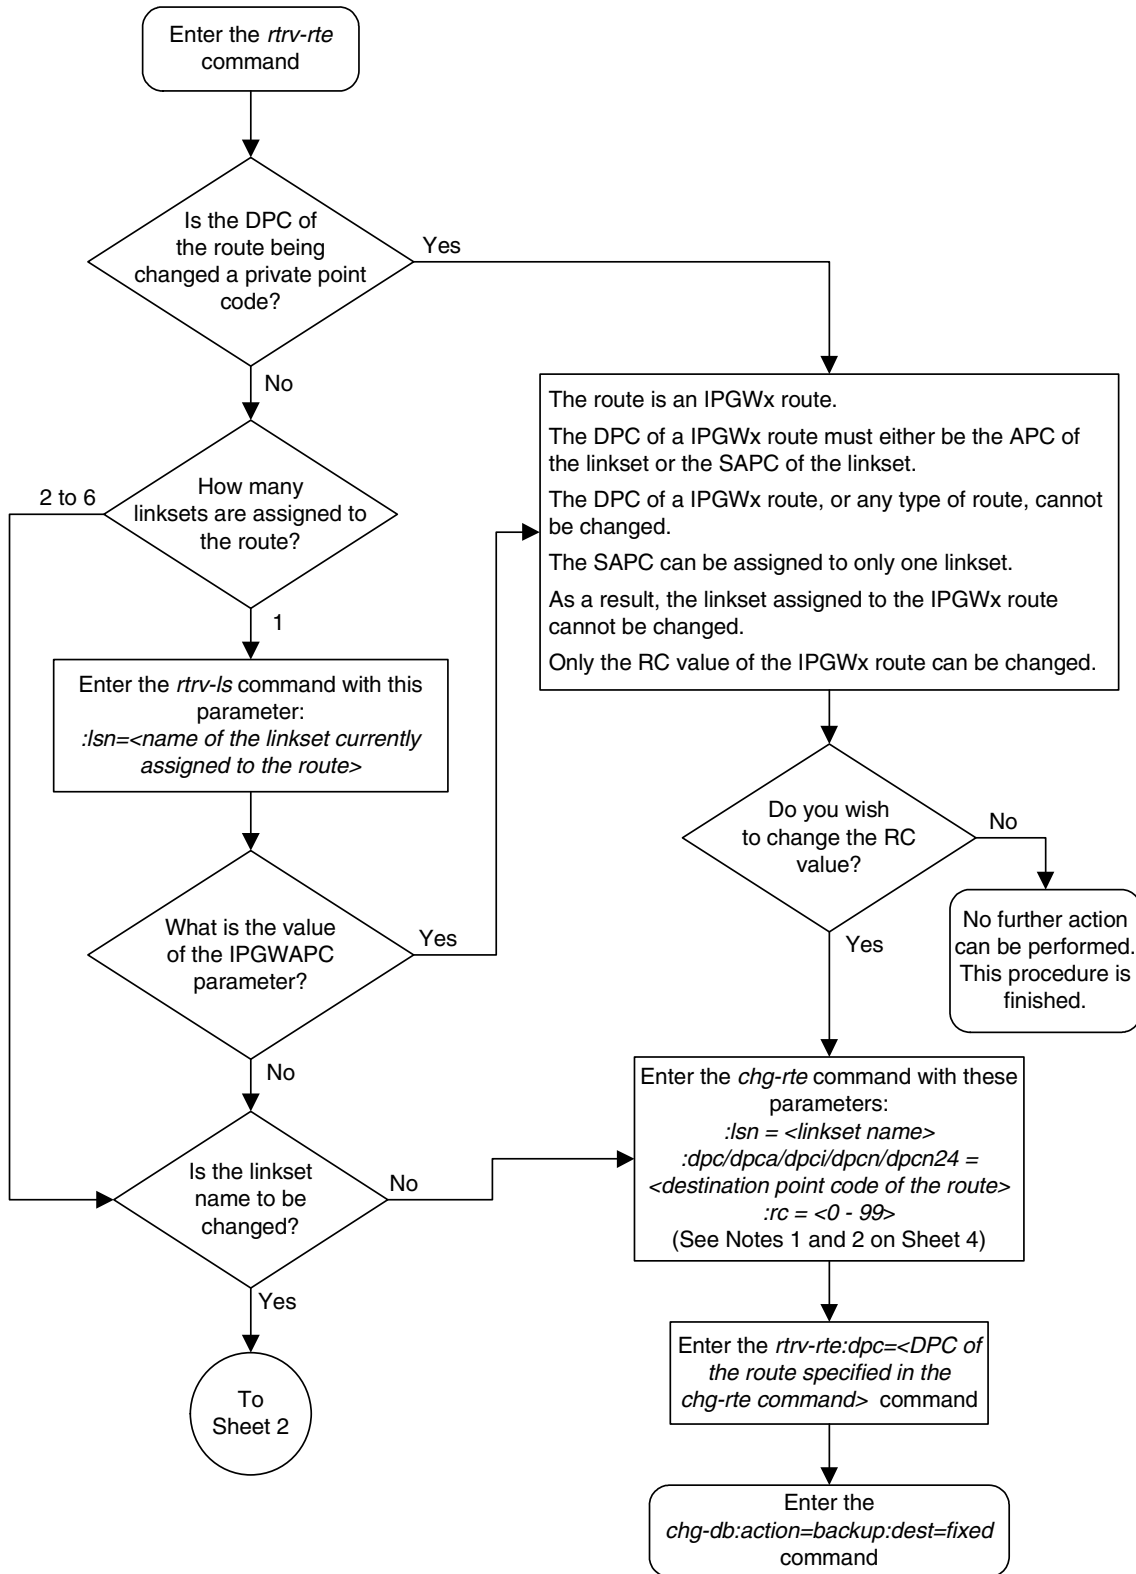 Enter the rtrv-rte
command
Is the DPC of
the route being
changed a private point
code?
Yes
No
How many
linksets are assigned to
the route?
2 to 6
1
Enter the rtrv-ls command with this
parameter:
:lsn=<name of the linkset currently
assigned to the route>
What is the value
of the IPGWAPC
parameter?
Yes
No
Is the linkset
name to be
changed?
No
Yes
To
Sheet 2
The route is an IPGWx route.
The DPC of a IPGWx route must either be the APC of
the linkset or the SAPC of the linkset.
The DPC of a IPGWx route, or any type of route, cannot
be changed.
The SAPC can be assigned to only one linkset.
As a result, the linkset assigned to the IPGWx route
cannot be changed.
Only the RC value of the IPGWx route can be changed.
Do you wish
to change the RC
value?
No
Yes
No further action
can be performed.
This procedure is
finished.
Enter the chg-rte command with these
parameters:
:lsn = <linkset name>
:dpc/dpca/dpci/dpcn/dpcn24 =
<destination point code of the route>
:rc = <0 - 99>
(See Notes 1 and 2 on Sheet 4)
Enter the rtrv-rte:dpc=<DPC of
the route specified in the
chg-rte command> command
Enter the
chg-db:action=backup:dest=fixed
command